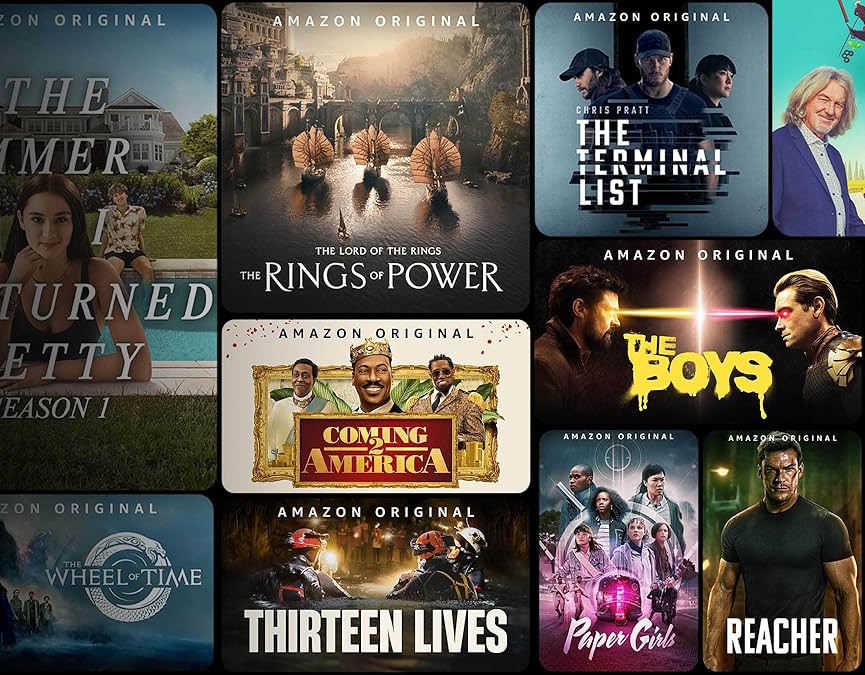 ZON ORIGINAL
THE
MMER
I
TURNED
ETTY
EASON 1
AMAZON ORIGINAL
THE LORD OF THE RINGS
THE RINGS OF POWER
AMAZON ORIGINAL
CHRIS PRATT
THE
TERMINAL
LIST
AMAZON ORIGINAL
THE
BOYS
AMAZON ORIGINAL
COMING
2
AMERICA
ZON ORIGINAL
THE
WHEEL OF TIME
AMAZON ORIGINAL
THIRTEEN LIVES
AMAZON ORIGINAL
Paper Girls
AMAZON ORIGINAL
REACHER